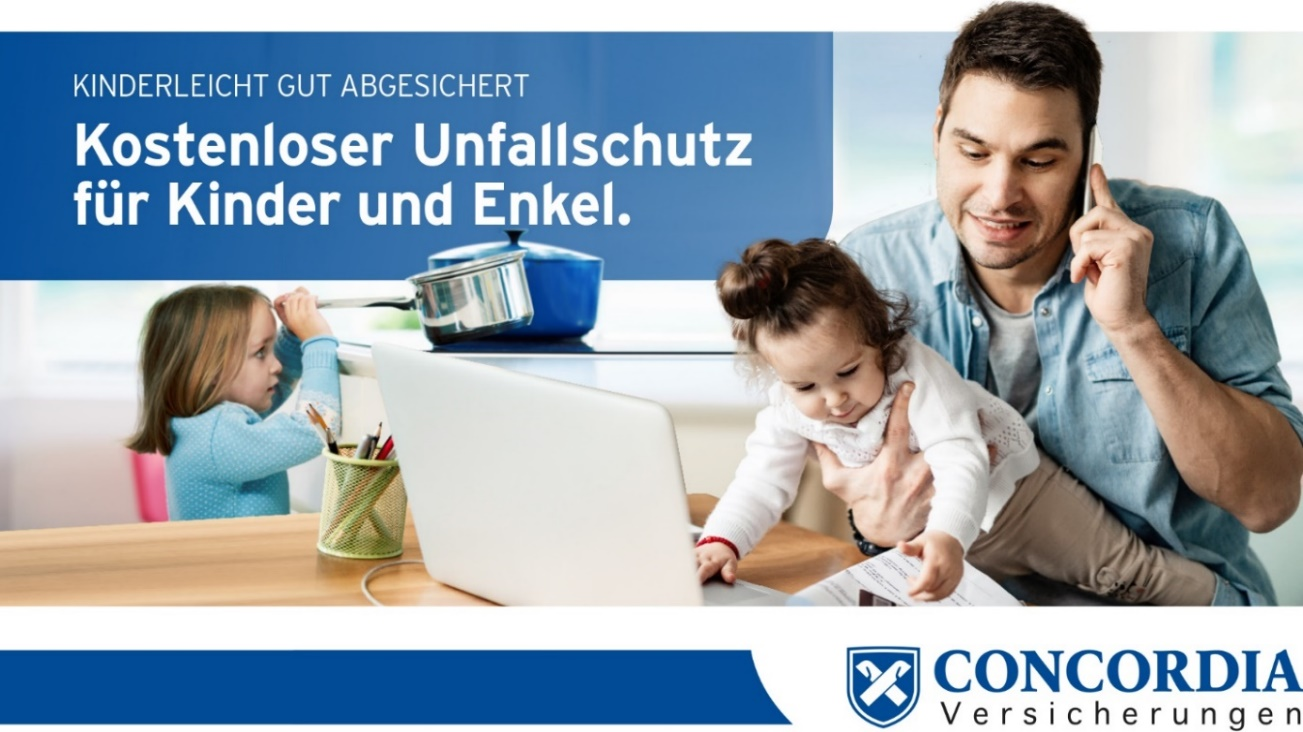 KINDERLEICHT GUT ABGESICHERT
Kostenloser Unfallschutz
für Kinder und Enkel.
CONCORDIA
Versicherungen